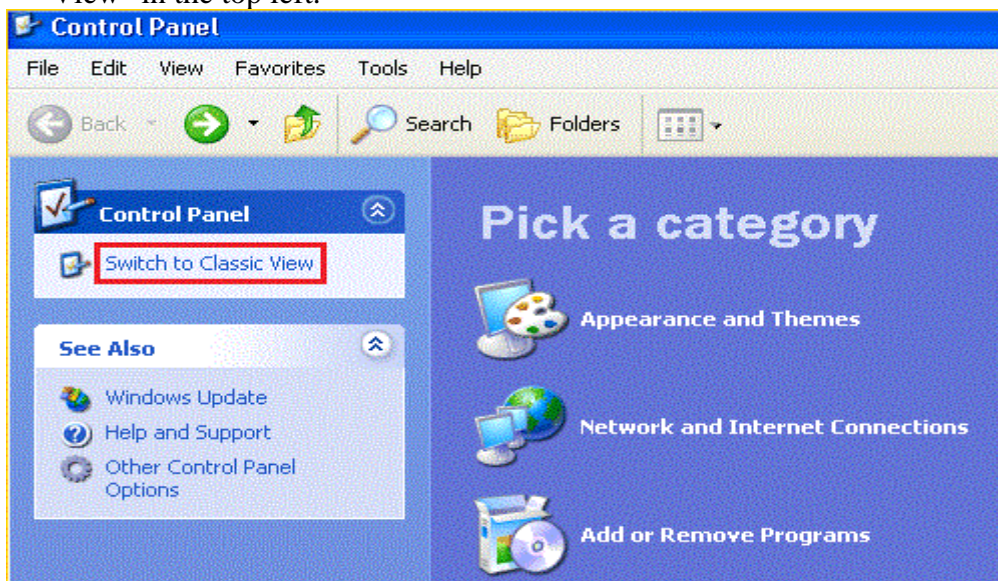 View" in the top left.
Control Panel
File Edit View Favorites Tools Help
Back Search Folders
Control Panel
Switch to Classic View
See Also
Windows Update
Help and Support
Other Control Panel
Options
Pick a category
Appearance and Themes
Network and Internet Connections
Add or Remove Programs